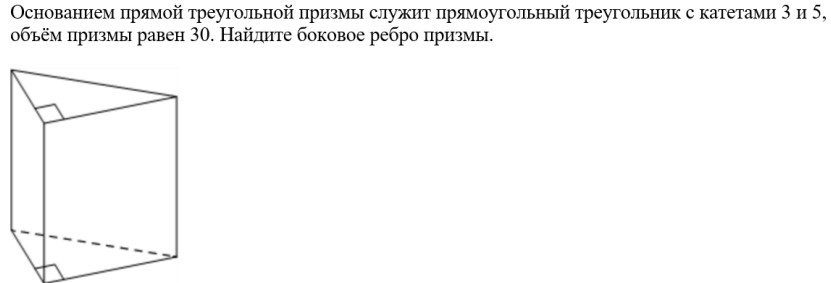 Основанием прямой треугольной призмы служит прямоугольный треугольник с катетами 3 и 5,
объём призмы равен 30. Найдите боковое ребро призмы.